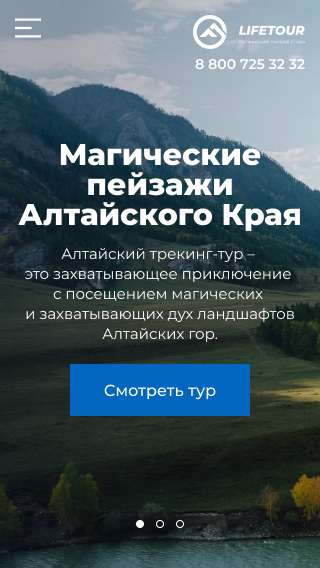 LIFETOUR
8 800 725 32 32
Магические
пейзажи
Алтайского Края
Алтайский трекинг-тур –
это захватывающее приключение
с посещением магических
и захватывающих дух ландшафтов
Алтайских гор.
Смотреть тур